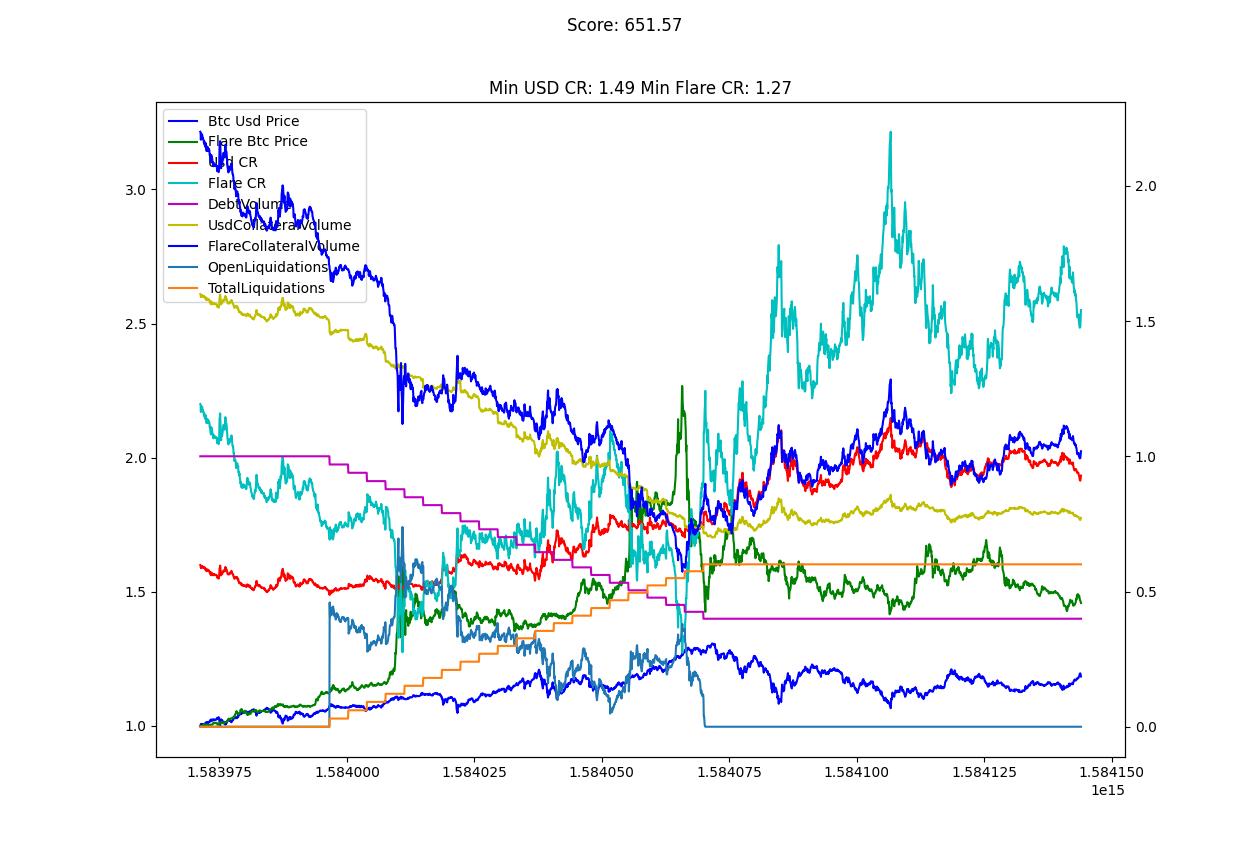 Score: 651.57
Min USD CR: 1.49 Min Flare CR: 1.27
Btc Usd Price
Flare Btc Price
Usd CR
Flare CR
DebtVolume
UsdCollateralVolume
FlareCollateralVolume
OpenLiquidations
TotalLiquidations
3.0
2.5
2.0
1.5
1.0
2.0
1.5
1.0
0.5
0.0
1.583975
1.584000
1.584025
1.584050
1.584075
1.584100
1.584125
1.584150
1e15